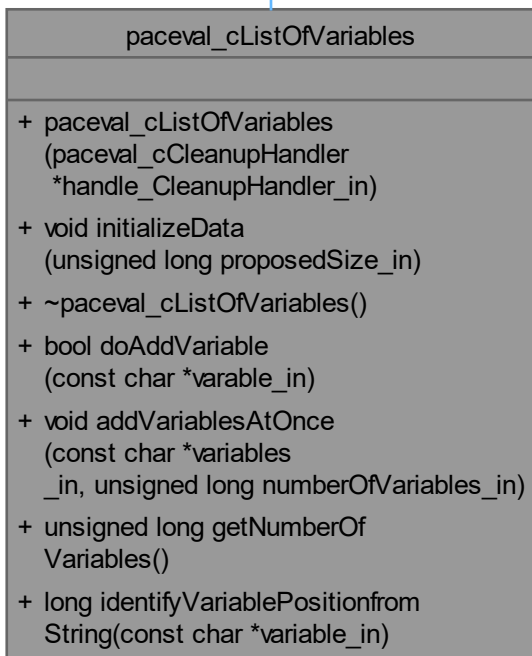 paceval_cListOfVariables
+ paceval_cListOfVariables
(paceval_cCleanupHandler
*handle_CleanupHandler_in)
+ void initializeData
(unsigned long proposedSize_in)
+ ~paceval_cListOfVariables()
+ bool doAddVariable
(const char *varable_in)
+ void addVariablesAtOnce
(const char *variables
_in, unsigned long numberOfVariables_in)
+ unsigned long getNumberOf
Variables()
+ long identifyVariablePositionfrom
String(const char *variable_in)